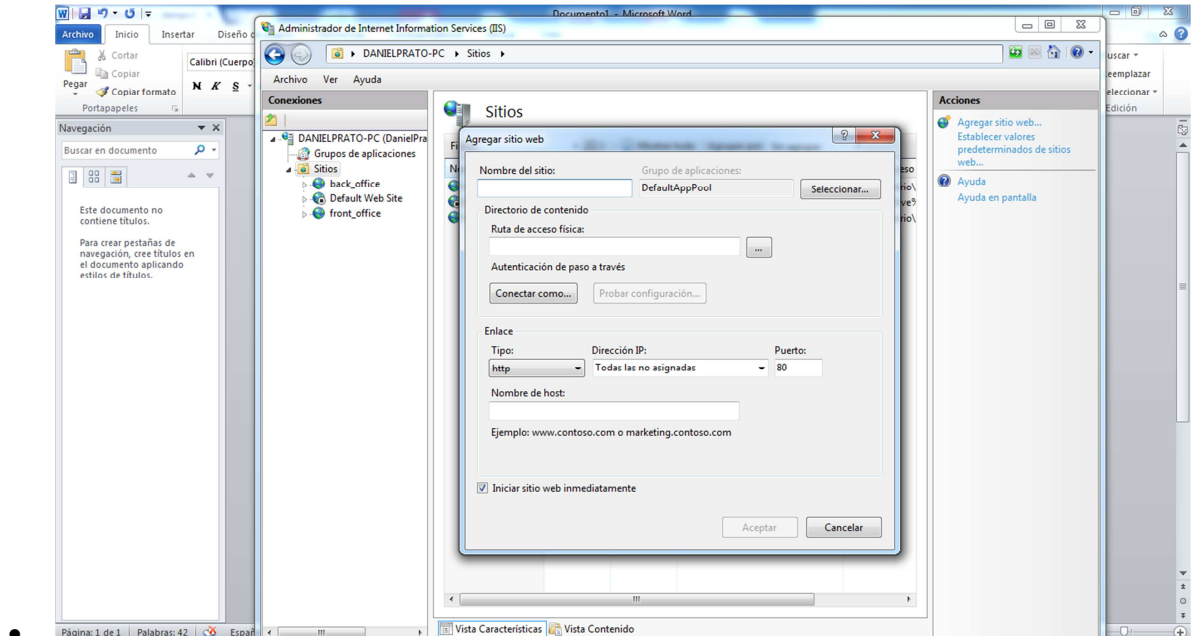 Documento1 - Microsoft Word
Archivo Inicio Insertar Diseño d
Cortar
Copiar
Copiar formato
Pegar
Portapapeles
Calibri (Cuerpo
N K S
uscar
eemplazar
eleccionar
Edición
Navegación
Buscar en documento
Este documento no
contiene títulos.
Para crear pestañas de
navegación, cree títulos en
el documento aplicando
estilos de títulos.
Página: 1 de 1 Palabras: 42 Españ
Administrador de Internet Information Services (IIS)
DANIELPRATO-PC Sitios
Archivo Ver Ayuda
Conexiones
DANIELPRATO-PC (DanielPra
Grupos de aplicaciones
Sitios
back_office
Default Web Site
front_office
Sitios
Agregar sitio web
Nombre del sitio:
Grupo de aplicaciones:
DefaultAppPool
Seleccionar...
Directorio de contenido
Ruta de acceso física:
...
Autenticación de paso a través
Conectar como...
Probar configuración...
Enlace
Tipo: Dirección IP: Puerto:
http Todas las no asignadas 80
Nombre de host:
Ejemplo: www.contoso.com o marketing.contoso.com
Iniciar sitio web inmediatamente
Aceptar Cancelar
Vista Características Vista Contenido
Acciones
Agregar sitio web...
Establecer valores
predeterminados de sitios
web...
Ayuda
Ayuda en pantalla